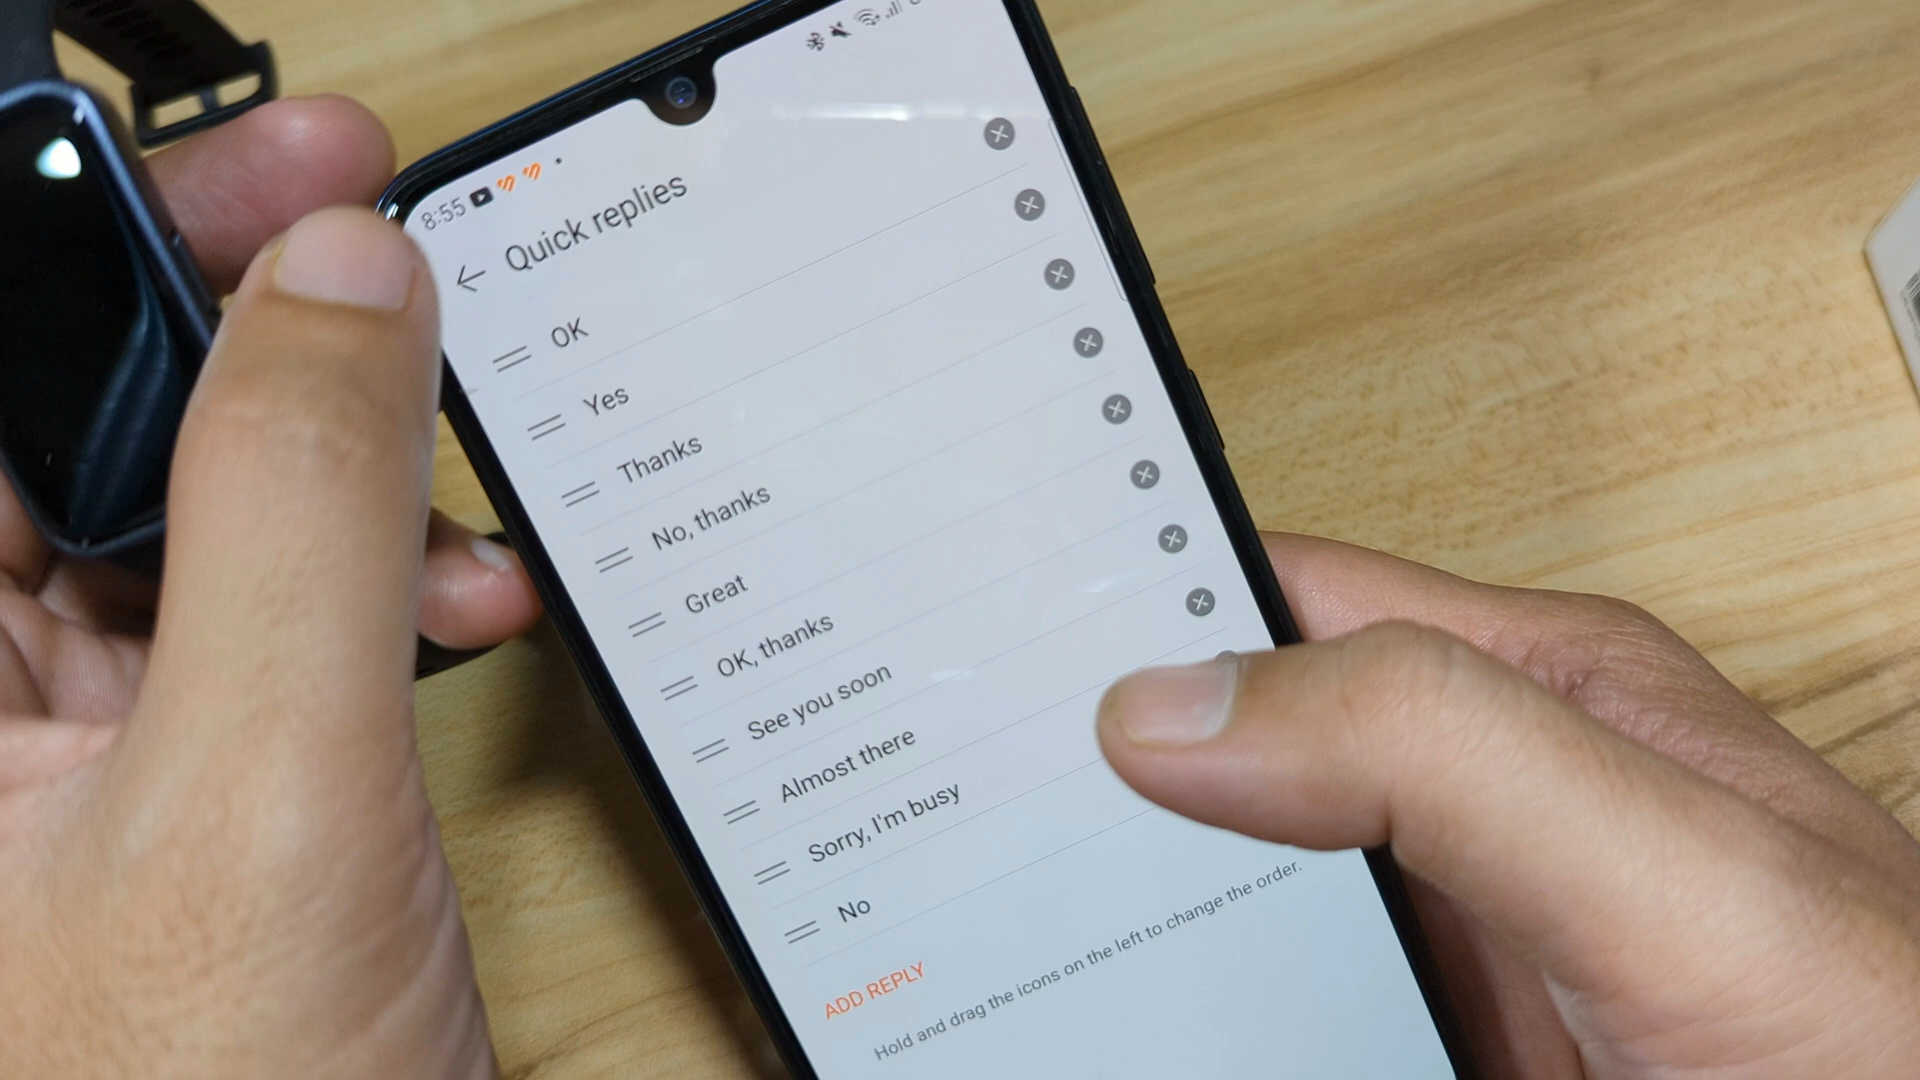 8:55
Quick replies
OK
Yes
Thanks
No, thanks
Great
OK, thanks
See you soon
Almost there
Sorry, I'm busy
No
ADD REPLY
Hold and drag the icons on the left to change the order.